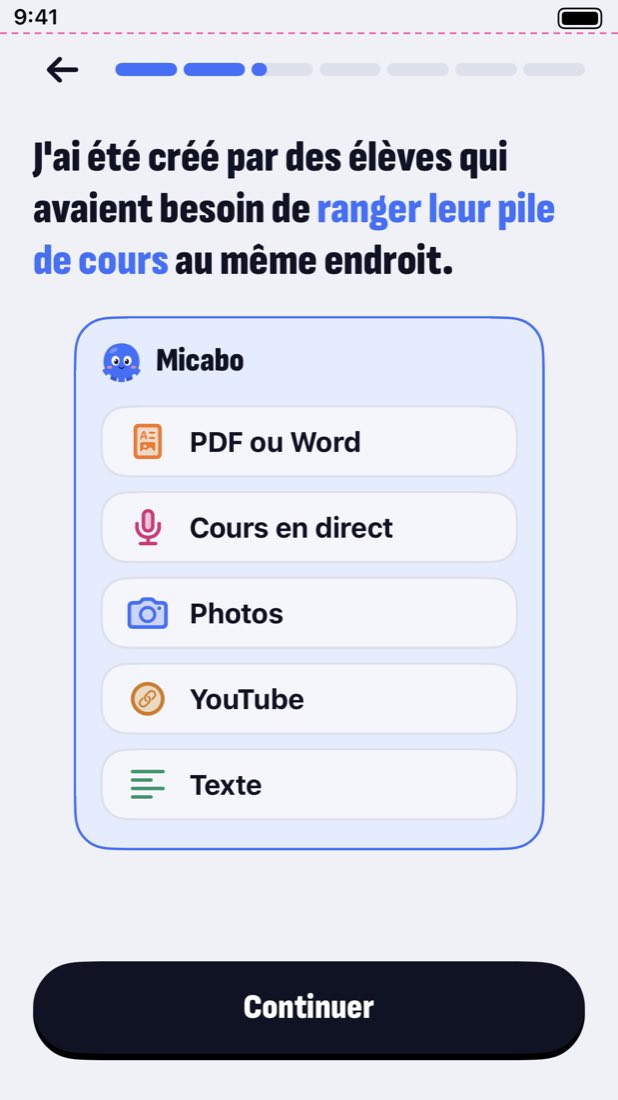 9:41
J'ai été créé par des élèves qui
avaient besoin de ranger leur pile
de cours au même endroit.
Micabo
PDF ou Word
Cours en direct
Photos
YouTube
Texte
Continuer